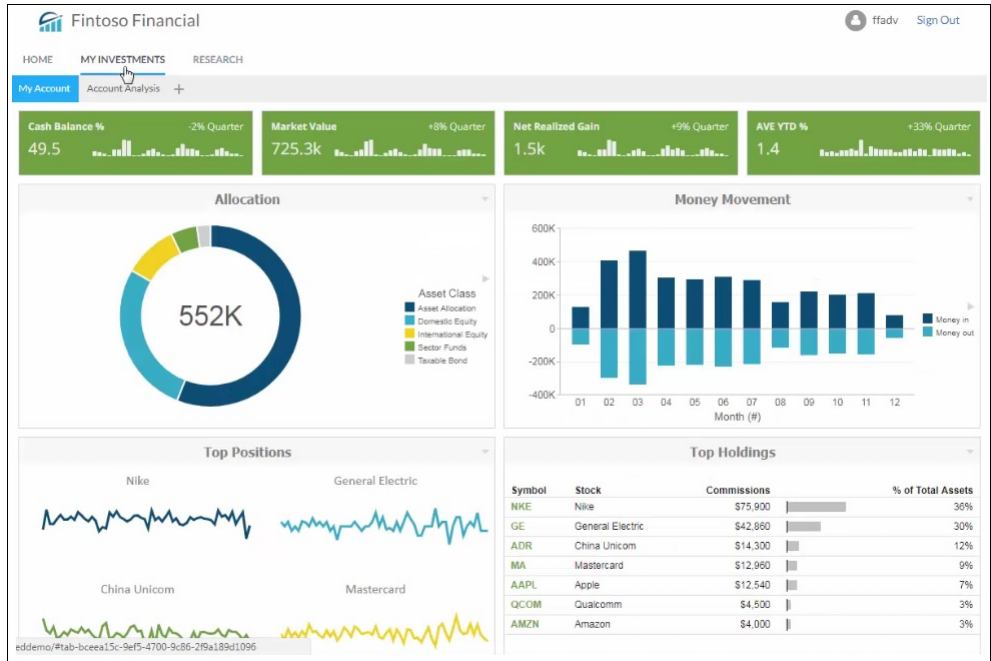 Fintoso Financial
ffadv Sign Out
HOME MY INVESTMENTS RESEARCH
My Account Account Analysis +
Cash Balance % -2% Quarter
49.5
Market Value +8% Quarter
725.3k
Net Realized Gain +9% Quarter
1.5k
AVE YTD % +33% Quarter
1.4
Allocation
552K
Asset Class
Asset Allocation
Domestic Equity
International Equity
Sector Funds
Taxable Bond
Money Movement
600K
400K
200K
0
-200K
-400K
01 02 03 04 05 06 07 08 09 10 11 12
Month (#)
Money in
Money out
Top Positions
Nike General Electric
China Unicom Mastercard
Top Holdings
Symbol Stock Commissions % of Total Assets
NKE Nike $75,900 36%
GE General Electric $42,860 30%
ADR China Unicom $14,300 12%
MA Mastercard $12,960 9%
AAPL Apple $12,540 7%
QCOM Qualcomm $4,500 3%
AMZN Amazon $4,000 3%
eddemo/#tab-bceea15c-9ef5-4700-9c86-2f9a189d1096